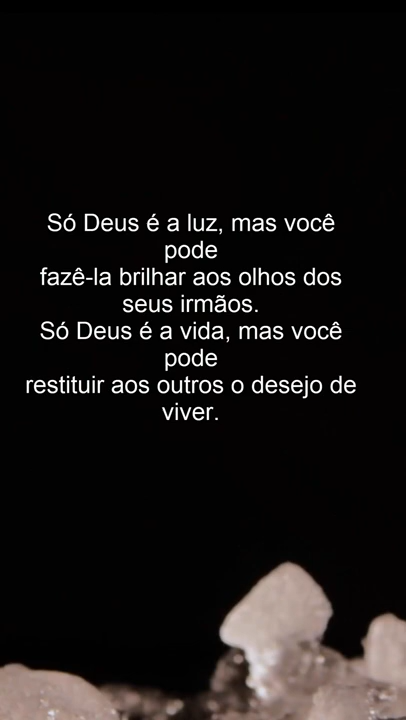 Só Deus é a luz, mas você
pode
fazê-la brilhar aos olhos dos
seus irmãos.
Só Deus é a vida, mas você
pode
restituir aos outros o desejo de
viver.